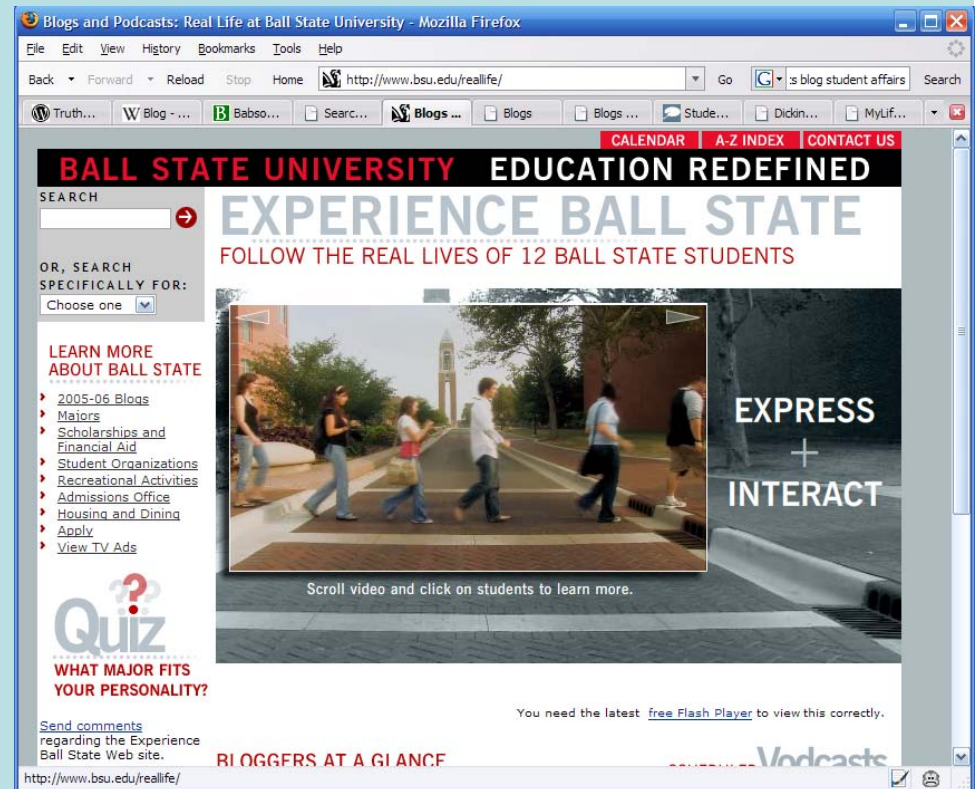 Blogs and Podcasts: Real Life at Ball State University - Mozilla Firefox
File Edit View History Bookmarks Tools Help
Back Forward Reload Stop Home http://www.bsu.edu/reallife/ Go G :s blog student affairs Search
Truth... W Blog - ... B Babso... Searc... Blogs ... Blogs Blogs ... Stude... Dickin... MyLif...
CALENDAR A-Z INDEX CONTACT US
BALL STATE UNIVERSITY EDUCATION REDEFINED
SEARCH
EXPERIENCE BALL STATE
FOLLOW THE REAL LIVES OF 12 BALL STATE STUDENTS
OR, SEARCH
SPECIFICALLY FOR:
Choose one
LEARN MORE
ABOUT BALL STATE
2005-06 Blogs
Majors
Scholarships and
Financial Aid
Student Organizations
Recreational Activities
Admissions Office
Housing and Dining
Apply
View TV Ads
EXPRESS
+
INTERACT
Scroll video and click on students to learn more.
??
Quiz
WHAT MAJOR FITS
YOUR PERSONALITY?
You need the latest free Flash Player to view this correctly.
Send comments
regarding the Experience
Ball State Web site.
BLOGGERS AT A GLANCE
Vodcasts
http://www.bsu.edu/reallife/